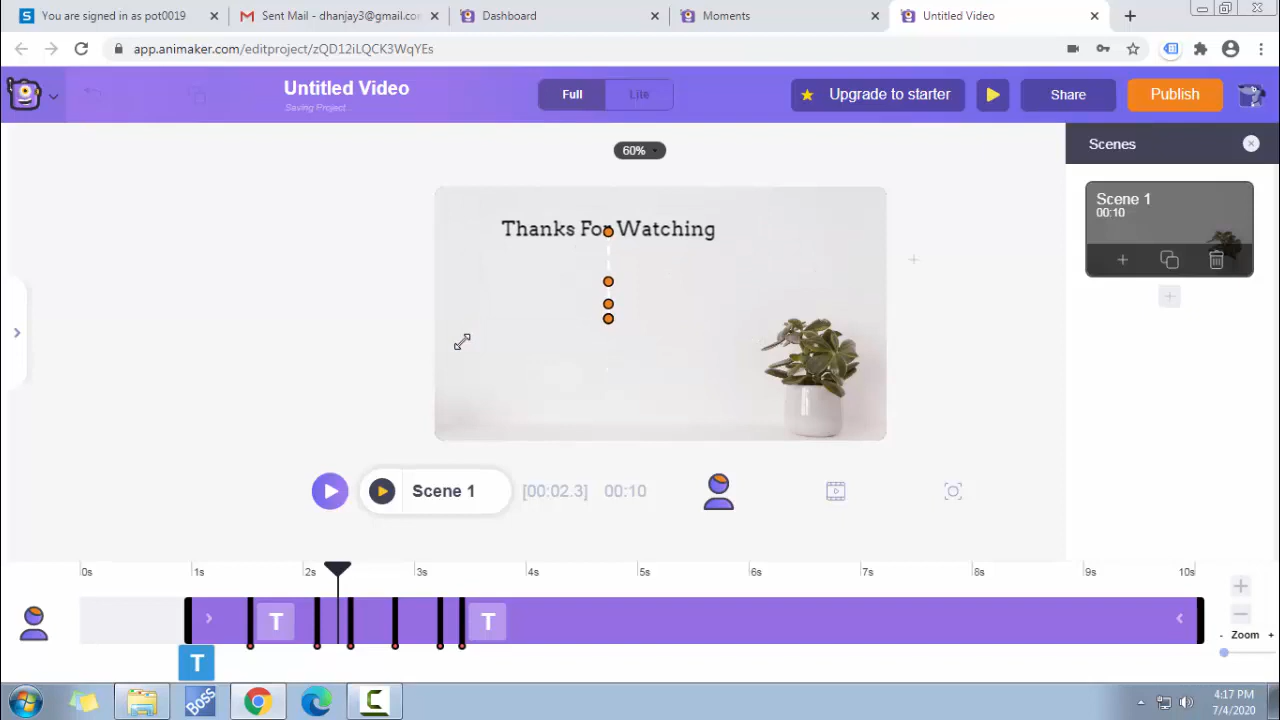 You are signed in as pot0019
Sent Mail - dhanjay3@gmail.co
Dashboard
Moments
Untitled Video
app.animaker.com/editproject/zQD12iLQCK3WqYEs
Untitled Video
Saving Project...
Full
Lite
Upgrade to starter
Share
Publish
60%
Scenes
Scene 1
00:10
Thanks For Watching
Scene 1
[00:02.3]
00:10
0s
1s
2s
3s
4s
5s
6s
7s
8s
9s
10s
T
T
- Zoom +
T
BOSS
4:17 PM
7/4/2020